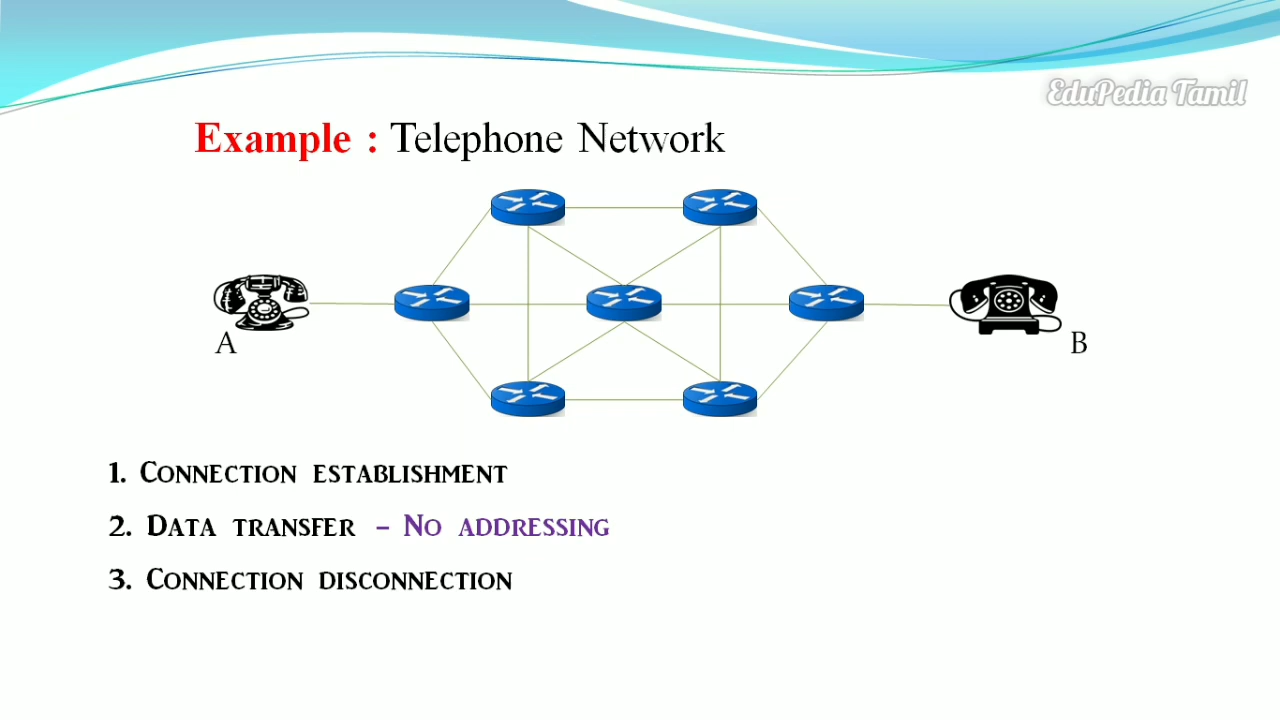 EduPedia Tamil
Example : Telephone Network
A
B
1. Connection establishment
2. Data transfer – No addressing
3. Connection disconnection